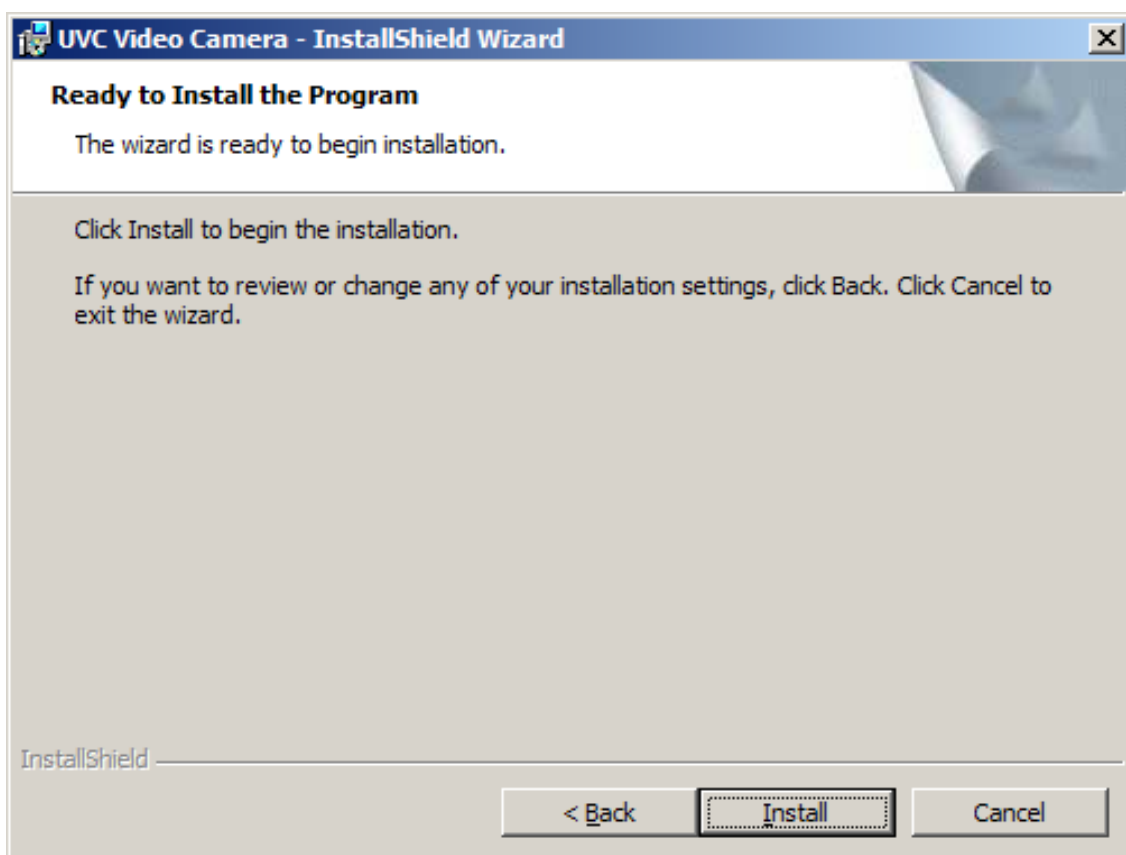 UVC Video Camera - InstallShield Wizard
Ready to Install the Program
The wizard is ready to begin installation.
Click Install to begin the installation.
If you want to review or change any of your installation settings, click Back. Click Cancel to
exit the wizard.
InstallShield
< Back
Install
Cancel